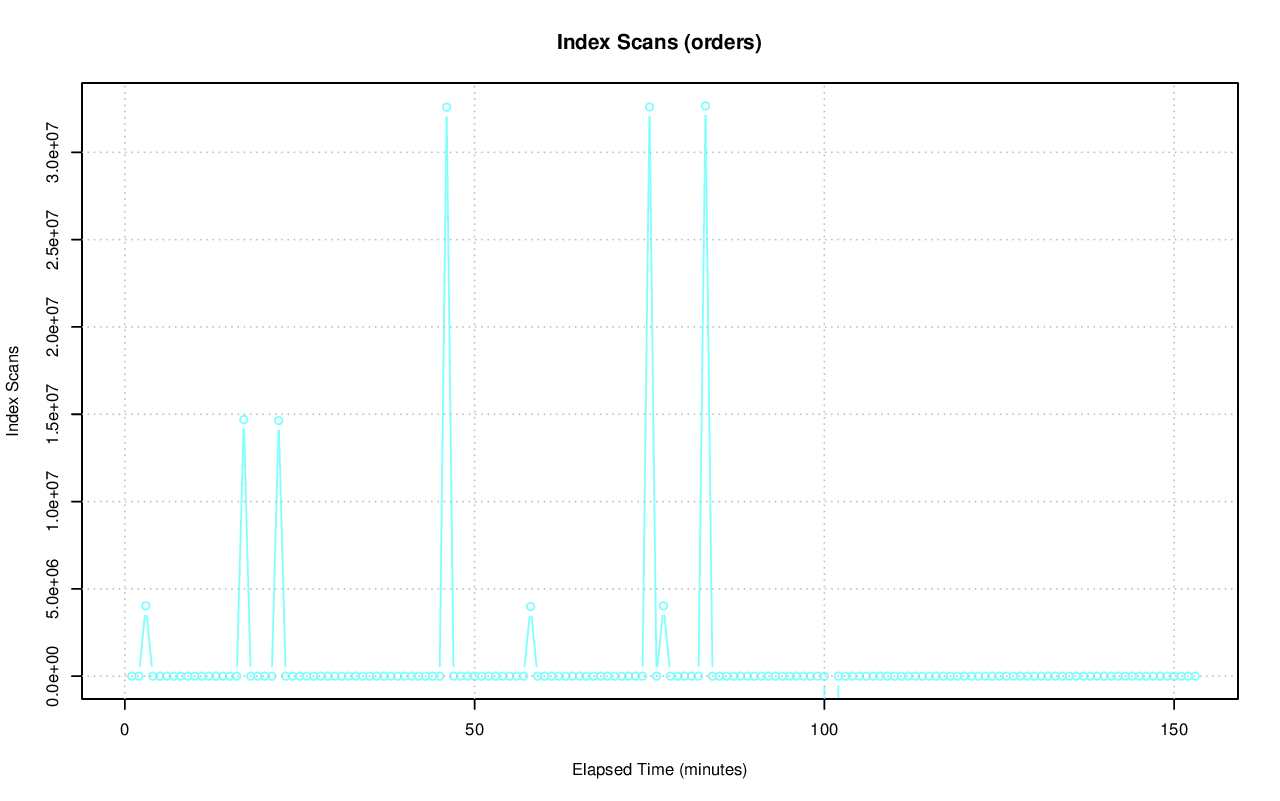 Index Scans (orders)
Index Scans
3.0e+07
2.5e+07
2.0e+07
1.5e+07
1.0e+07
5.0e+06
0.0e+00
0 50 100 150
Elapsed Time (minutes)